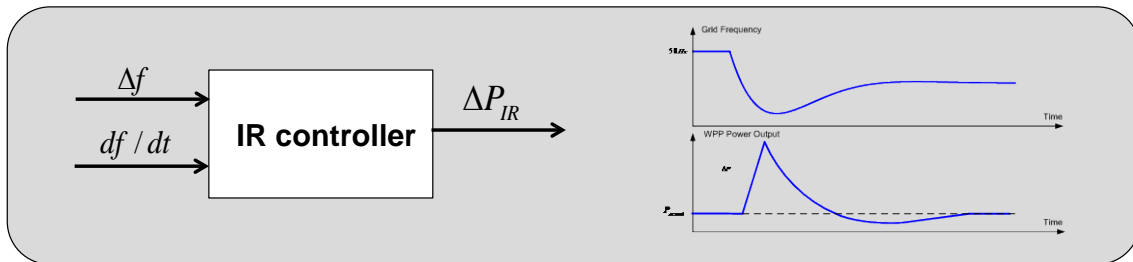 Δf
df / dt
IR controller
ΔP_IR
Grid Frequency
Time
WPP Power Output
Time